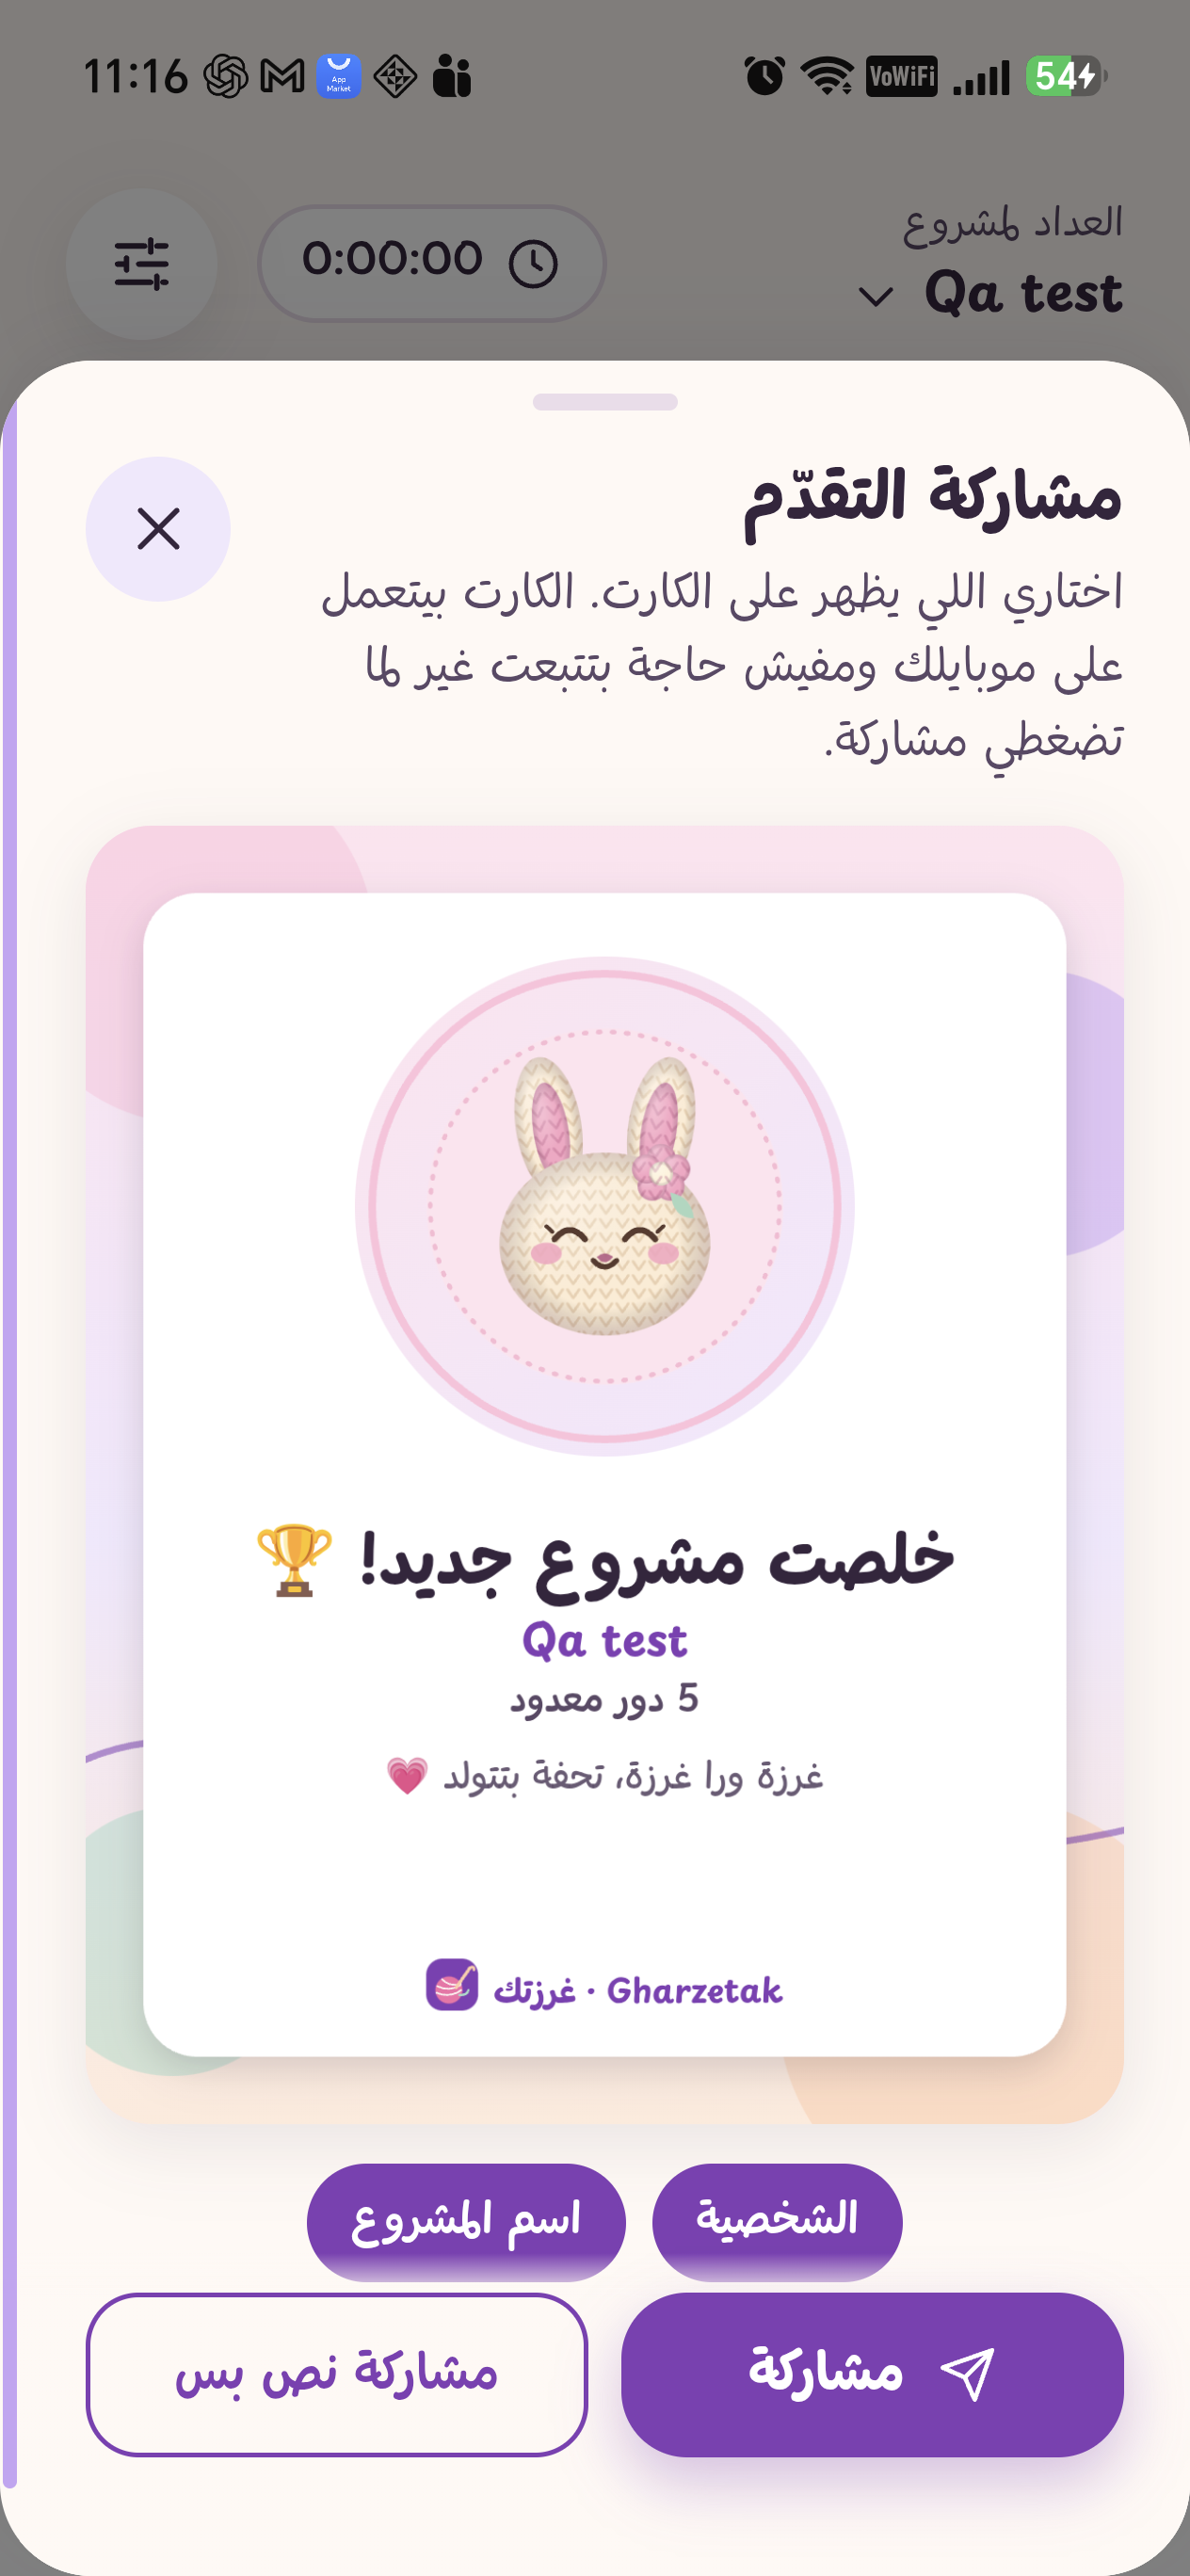 11:16
App
Market
VoWiFi
54
العداد لمشروع
Qa test
0:00:00
مشاركة التقدّم
اختاري اللي يظهر على الكارت. الكارت بيتعمل
على موبايلك ومفيش حاجة بتتبعت غير لما
تضغطي مشاركة.
خلصت مشروع جديد! 🏆
Qa test
5 دور معدود
غرزة ورا غرزة، تحفة بتتولد 💗
Gharzetak · غرزتك
الشخصية
اسم المشروع
مشاركة
مشاركة نص بس